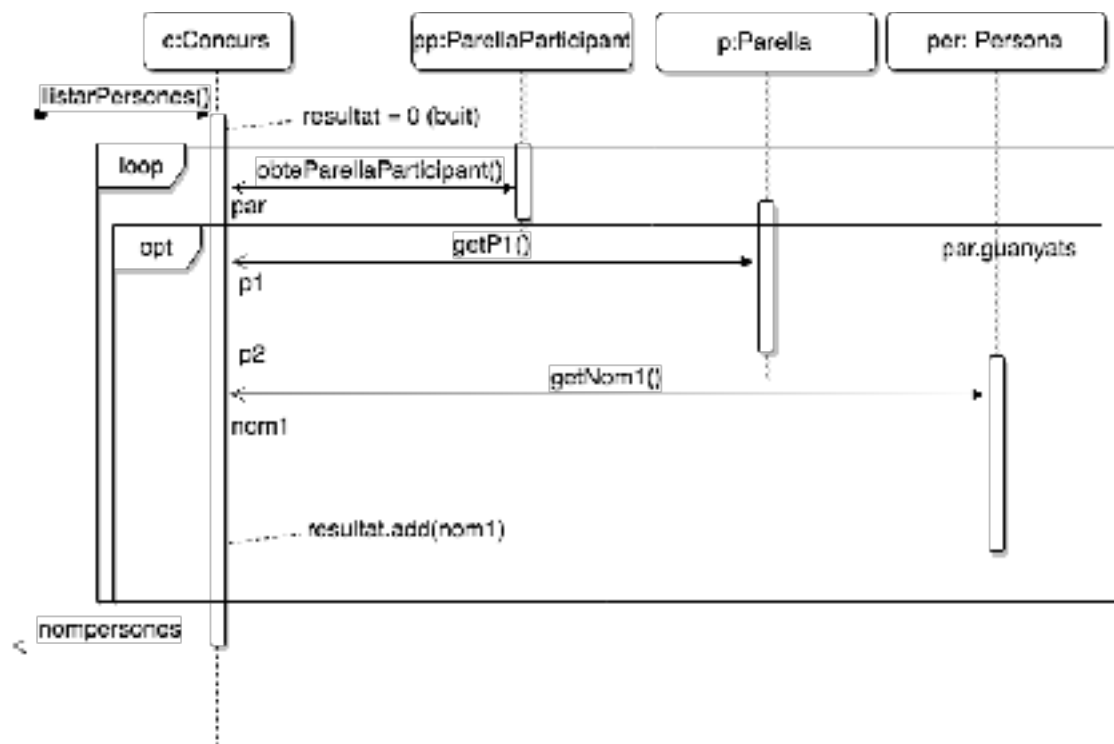 c:Concurs
pp:ParellaParticipant
p:Parella
per: Persona
llistarPersones()
resultat = 0 (buit)
loop
obteParellaParticipant()
par
opt
getP1()
par.guanyats
p1
p2
getNom1()
nom1
resultat.add(nom1)
nompersones